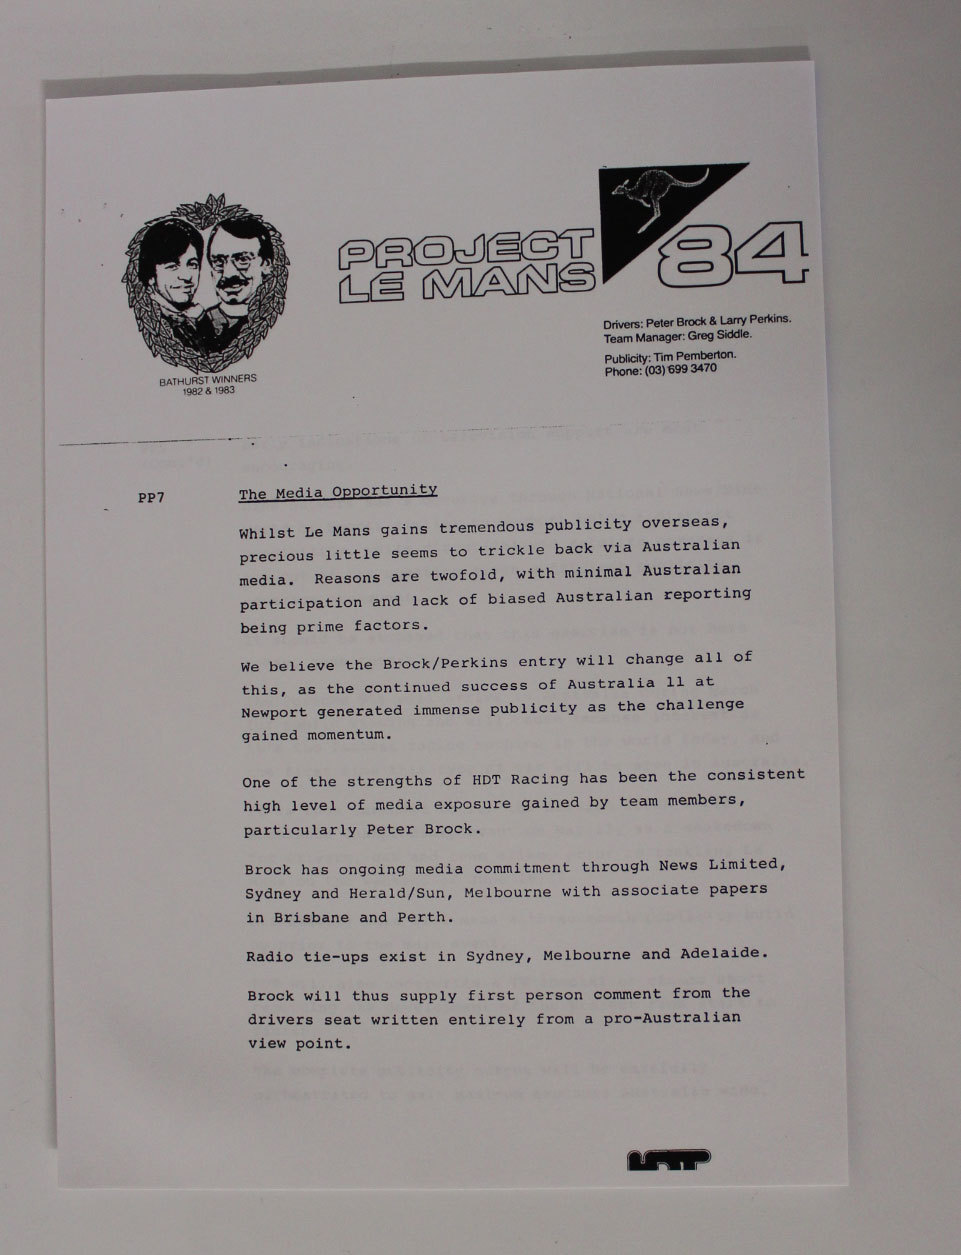 PROJECT
LE MANS
84
Drivers: Peter Brock & Larry Perkins.
Team Manager: Greg Siddle.
Publicity: Tim Pemberton.
Phone: (03) 699 3470
BATHURST WINNERS
1982 & 1983
PP7 The Media Opportunity
Whilst Le Mans gains tremendous publicity overseas,
precious little seems to trickle back via Australian
media. Reasons are twofold, with minimal Australian
participation and lack of biased Australian reporting
being prime factors.
We believe the Brock/Perkins entry will change all of
this, as the continued success of Australia 11 at
Newport generated immense publicity as the challenge
gained momentum.
One of the strengths of HDT Racing has been the consistent
high level of media exposure gained by team members,
particularly Peter Brock.
Brock has ongoing media commitment through News Limited,
Sydney and Herald/Sun, Melbourne with associate papers
in Brisbane and Perth.
Radio tie-ups exist in Sydney, Melbourne and Adelaide.
Brock will thus supply first person comment from the
drivers seat written entirely from a pro-Australian
view point.